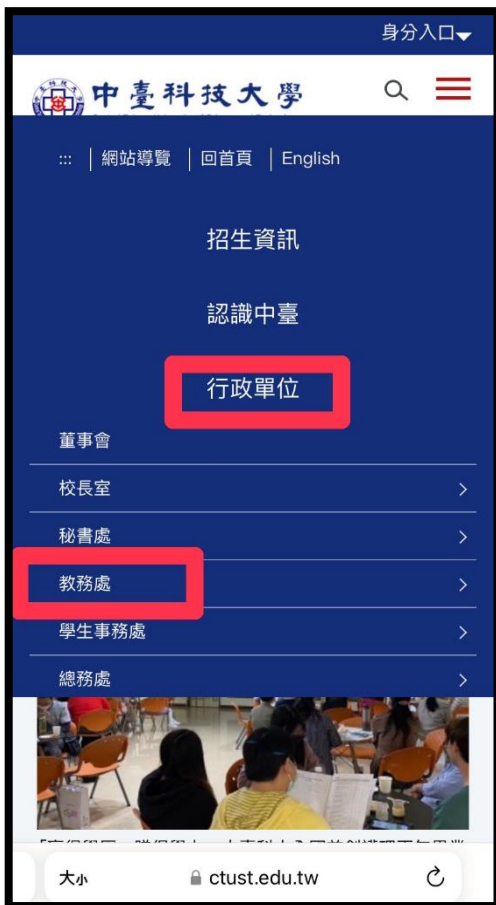 身分入口
中臺科技大學
::: │網站導覽 │回首頁 │English
招生資訊
認識中臺
行政單位
董事會
校長室
秘書處
教務處
學生事務處
總務處
大小 ctust.edu.tw